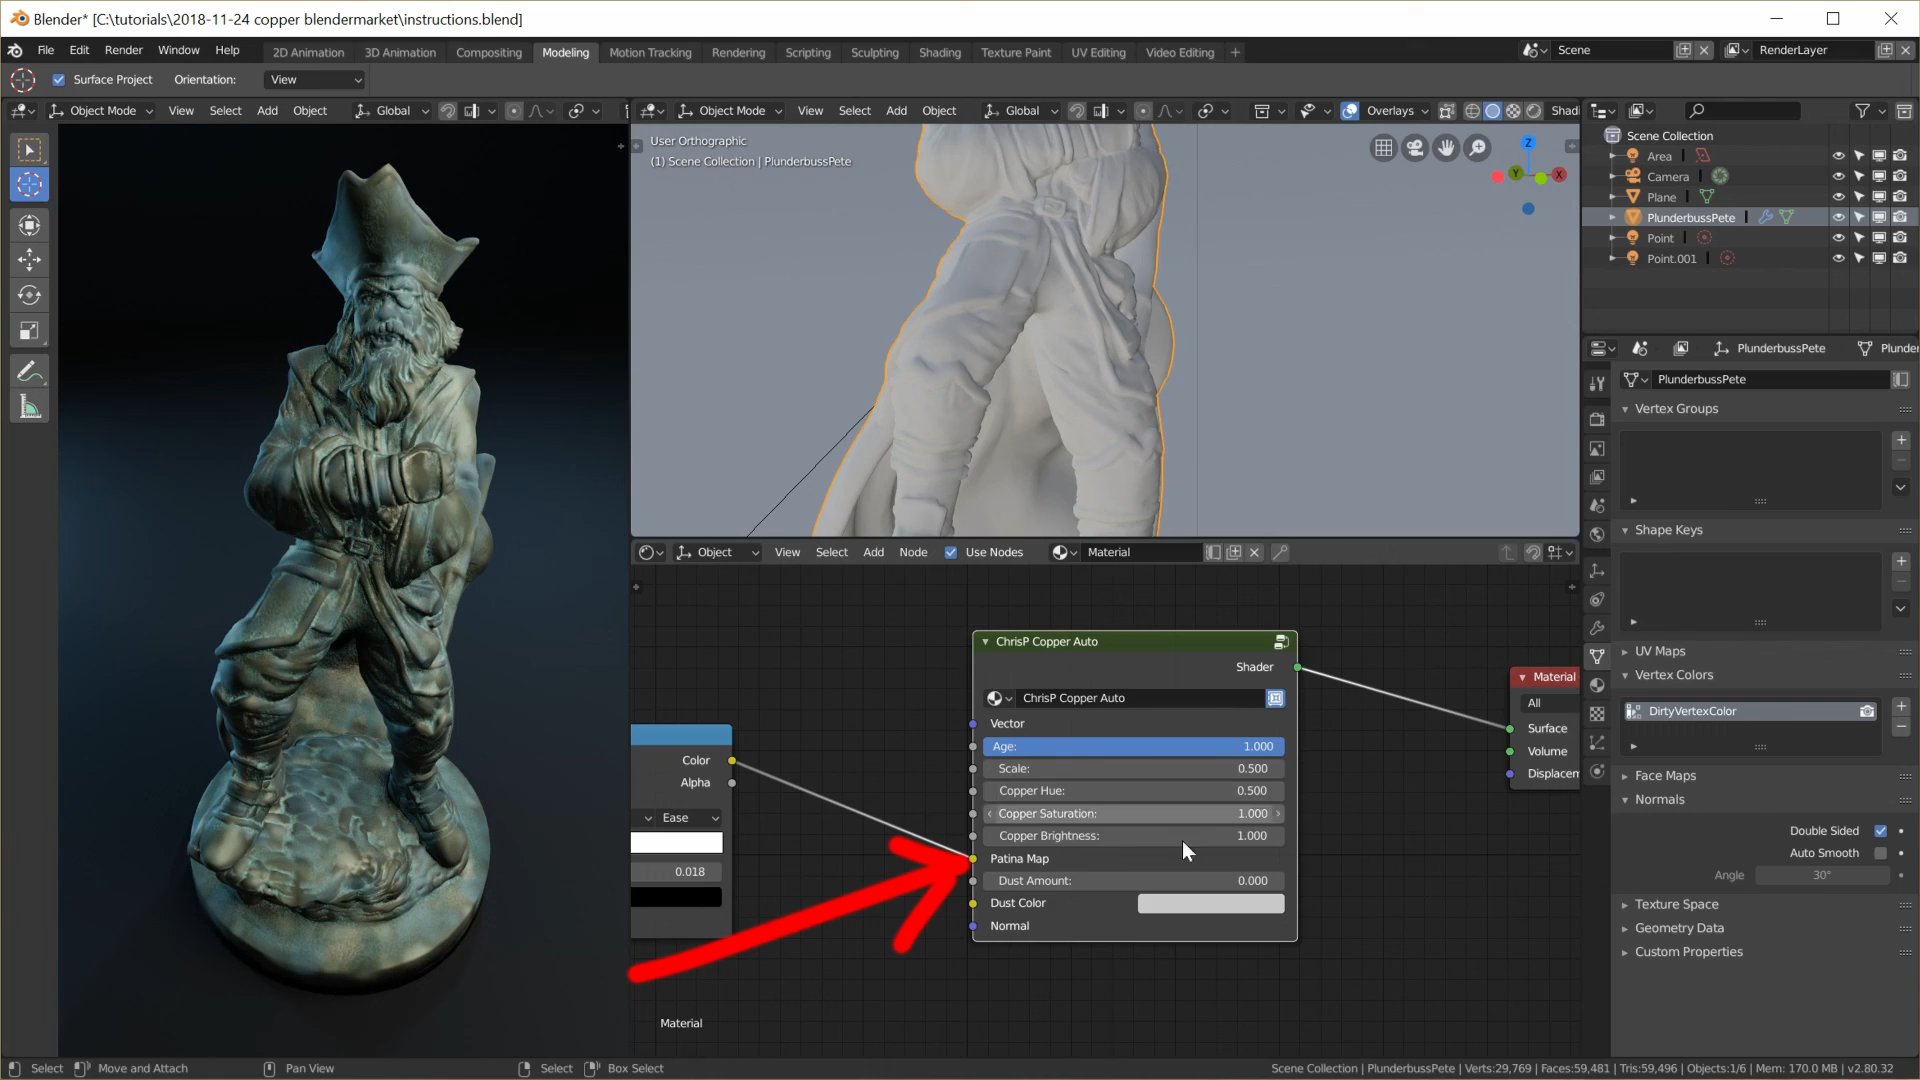 Blender* [C:\tutorials\2018-11-24 copper blendermarket\instructions.blend]
File Edit Render Window Help 2D Animation 3D Animation Compositing Modeling Motion Tracking Rendering Scripting Sculpting Shading Texture Paint UV Editing Video Editing + Scene RenderLayer
Surface Project Orientation: View
Object Mode View Select Add Object Global
Object Mode View Select Add Object Global Overlays Shadi
User Orthographic
(1) Scene Collection | PlunderbussPete
Z
Y
X
Scene Collection
Area
Camera
Plane
PlunderbussPete
Point
Point.001
PlunderbussPete Plunder
PlunderbussPete
Vertex Groups
Shape Keys
UV Maps
Vertex Colors
DirtyVertexColor
Face Maps
Normals
Double Sided
Auto Smooth
Angle 30°
Texture Space
Geometry Data
Custom Properties
Object View Select Add Node Use Nodes Material
Color
Alpha
Ease
0.018
ChrisP Copper Auto
Shader
ChrisP Copper Auto
Vector
Age: 1.000
Scale: 0.500
Copper Hue: 0.500
Copper Saturation: 1.000
Copper Brightness: 1.000
Patina Map
Dust Amount: 0.000
Dust Color
Normal
Material
All
Surface
Volume
Displacem
Material
Select Move and Attach Pan View Select Box Select Scene Collection | PlunderbussPete | Verts:29,769 | Faces:59,481 | Tris:59,496 | Objects:1/6 | Mem: 170.0 MB | v2.80.32